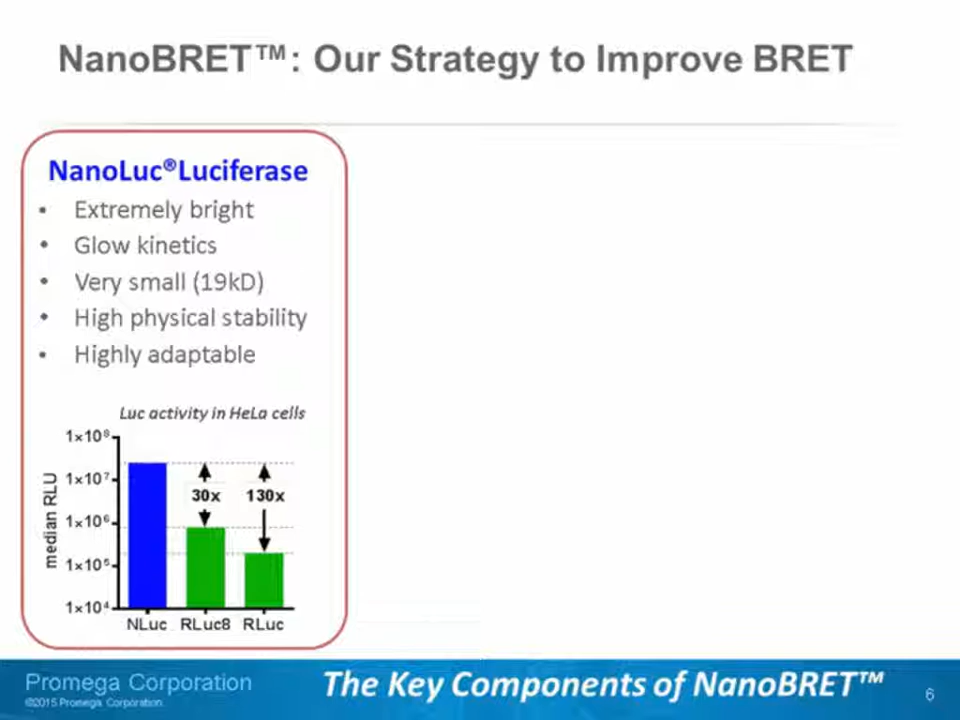 NanoBRET™: Our Strategy to Improve BRET
NanoLuc®Luciferase
• Extremely bright
• Glow kinetics
• Very small (19kD)
• High physical stability
• Highly adaptable
Luc activity in HeLa cells
median RLU
1×10⁸
1×10⁷
1×10⁶
1×10⁵
1×10⁴
30x 130x
NLuc RLuc8 RLuc
Promega Corporation
©2015 Promega Corporation.
The Key Components of NanoBRET™
6